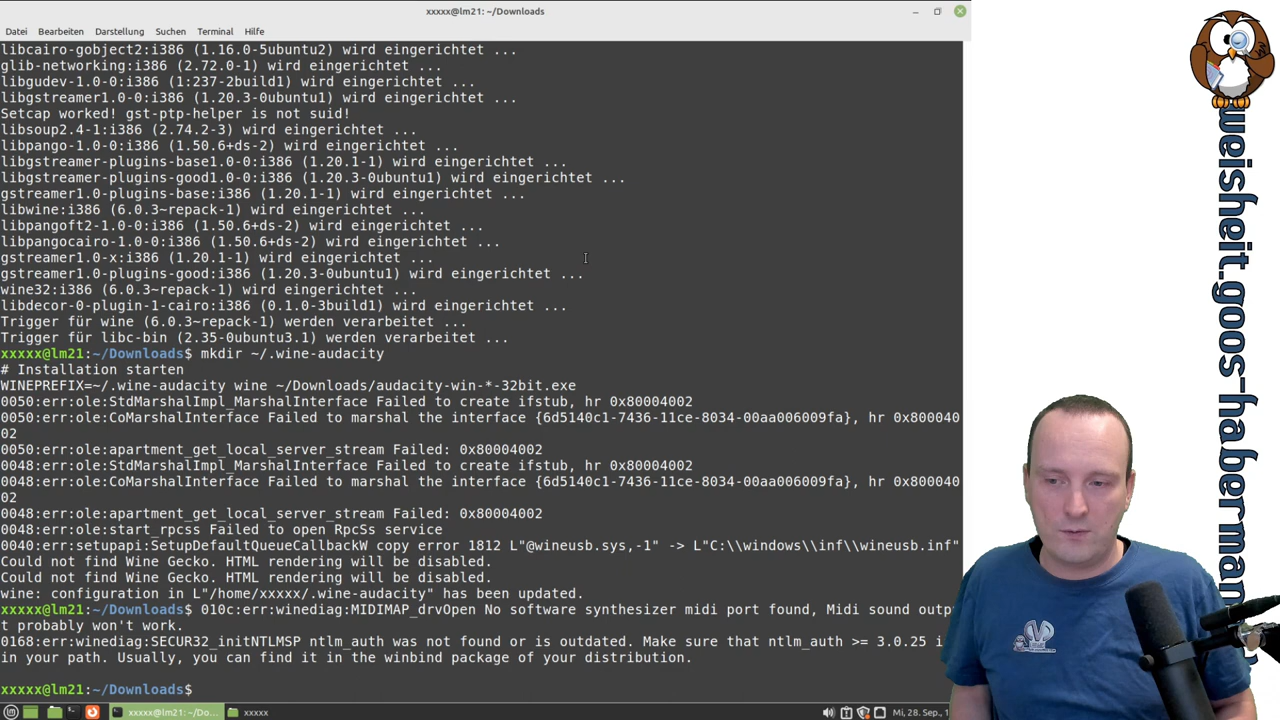 xxxxx@lm21: ~/Downloads
Datei Bearbeiten Darstellung Suchen Terminal Hilfe
libcairo-gobject2:i386 (1.16.0-5ubuntu2) wird eingerichtet ...
glib-networking:i386 (2.72.0-1) wird eingerichtet ...
libgudev-1.0-0:i386 (1:237-2build1) wird eingerichtet ...
libgstreamer1.0-0:i386 (1.20.3-0ubuntu1) wird eingerichtet ...
Setcap worked! gst-ptp-helper is not suid!
libsoup2.4-1:i386 (2.74.2-3) wird eingerichtet ...
libpango-1.0-0:i386 (1.50.6+ds-2) wird eingerichtet ...
libgstreamer-plugins-base1.0-0:i386 (1.20.1-1) wird eingerichtet ...
libgstreamer-plugins-good1.0-0:i386 (1.20.3-0ubuntu1) wird eingerichtet ...
gstreamer1.0-plugins-base:i386 (1.20.1-1) wird eingerichtet ...
libwine:i386 (6.0.3~repack-1) wird eingerichtet ...
libpangoft2-1.0-0:i386 (1.50.6+ds-2) wird eingerichtet ...
libpangocairo-1.0-0:i386 (1.50.6+ds-2) wird eingerichtet ...
gstreamer1.0-x:i386 (1.20.1-1) wird eingerichtet ...
gstreamer1.0-plugins-good:i386 (1.20.3-0ubuntu1) wird eingerichtet ...
wine32:i386 (6.0.3~repack-1) wird eingerichtet ...
libdecor-0-plugin-1-cairo:i386 (0.1.0-3build1) wird eingerichtet ...
Trigger für wine (6.0.3~repack-1) werden verarbeitet ...
Trigger für libc-bin (2.35-0ubuntu3.1) werden verarbeitet ...
xxxxx@lm21:~/Downloads$ mkdir ~/.wine-audacity
# Installation starten
WINEPREFIX=~/.wine-audacity wine ~/Downloads/audacity-win-*-32bit.exe
0050:err:ole:StdMarshalImpl_MarshalInterface Failed to create ifstub, hr 0x80004002
0050:err:ole:CoMarshalInterface Failed to marshal the interface {6d5140c1-7436-11ce-8034-00aa006009fa}, hr 0x800040
02
0050:err:ole:apartment_get_local_server_stream Failed: 0x80004002
0048:err:ole:StdMarshalImpl_MarshalInterface Failed to create ifstub, hr 0x80004002
0048:err:ole:CoMarshalInterface Failed to marshal the interface {6d5140c1-7436-11ce-8034-00aa006009fa}, hr 0x800040
02
0048:err:ole:apartment_get_local_server_stream Failed: 0x80004002
0048:err:ole:start_rpcss Failed to open RpcSs service
0040:err:setupapi:SetupDefaultQueueCallbackW copy error 1812 L"@wineusb.sys,-1" -> L"C:\\windows\\inf\\wineusb.inf"
Could not find Wine Gecko. HTML rendering will be disabled.
Could not find Wine Gecko. HTML rendering will be disabled.
wine: configuration in L"/home/xxxxx/.wine-audacity" has been updated.
xxxxx@lm21:~/Downloads$ 010c:err:winediag:MIDIMAP_drvOpen No software synthesizer midi port found, Midi sound outp
t probably won't work.
0168:err:winediag:SECUR32_initNTLMSP ntlm_auth was not found or is outdated. Make sure that ntlm_auth >= 3.0.25 i
in your path. Usually, you can find it in the winbind package of your distribution.
xxxxx@lm21:~/Downloads$
xxxxx@lm21: ~/Do... xxxxx Mi, 28. Sep., 1
weisheit.goos-haberman